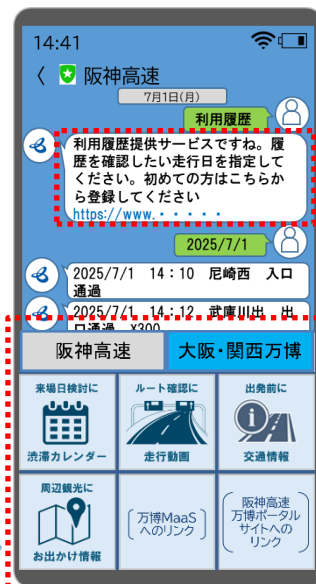 14:41
〈 阪神高速
7月1日(月)
利用履歴
利用履歴提供サービスですね。履
歴を確認したい走行日を指定して
ください。初めての方はこちらか
ら登録してください
https://www.・・・・・
2025/7/1
2025/7/1 14:10 尼崎西 入口
通過
2025/7/1 14:12 武庫川出 出
口通過 ¥300
阪神高速
大阪・関西万博
来場日検討に
渋滞カレンダー
ルート確認に
走行動画
出発前に
交通情報
周辺観光に
お出かけ情報
万博MaaS
へのリンク
阪神高速
万博ポータル
サイトへの
リンク